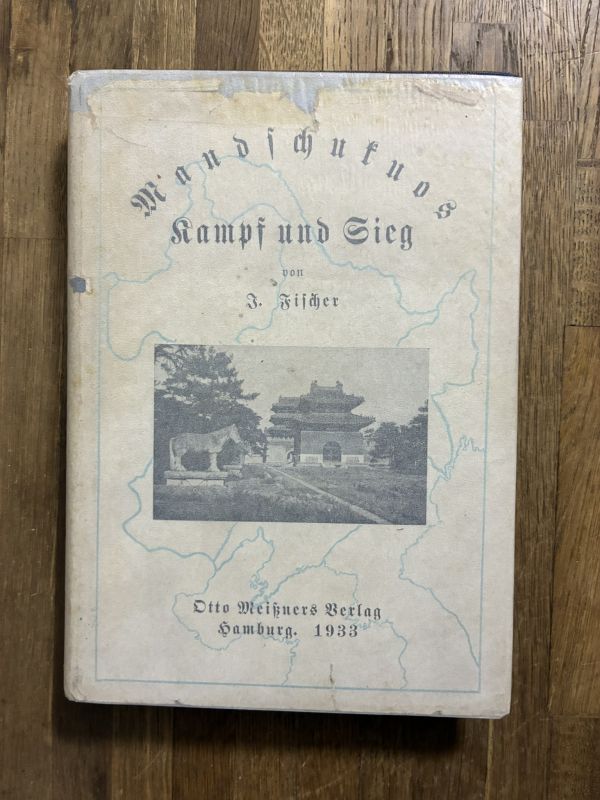 Mandschukuos
Kampf und Sieg
von
J. Fischer
Otto Meißners Verlag
Hamburg. 1933